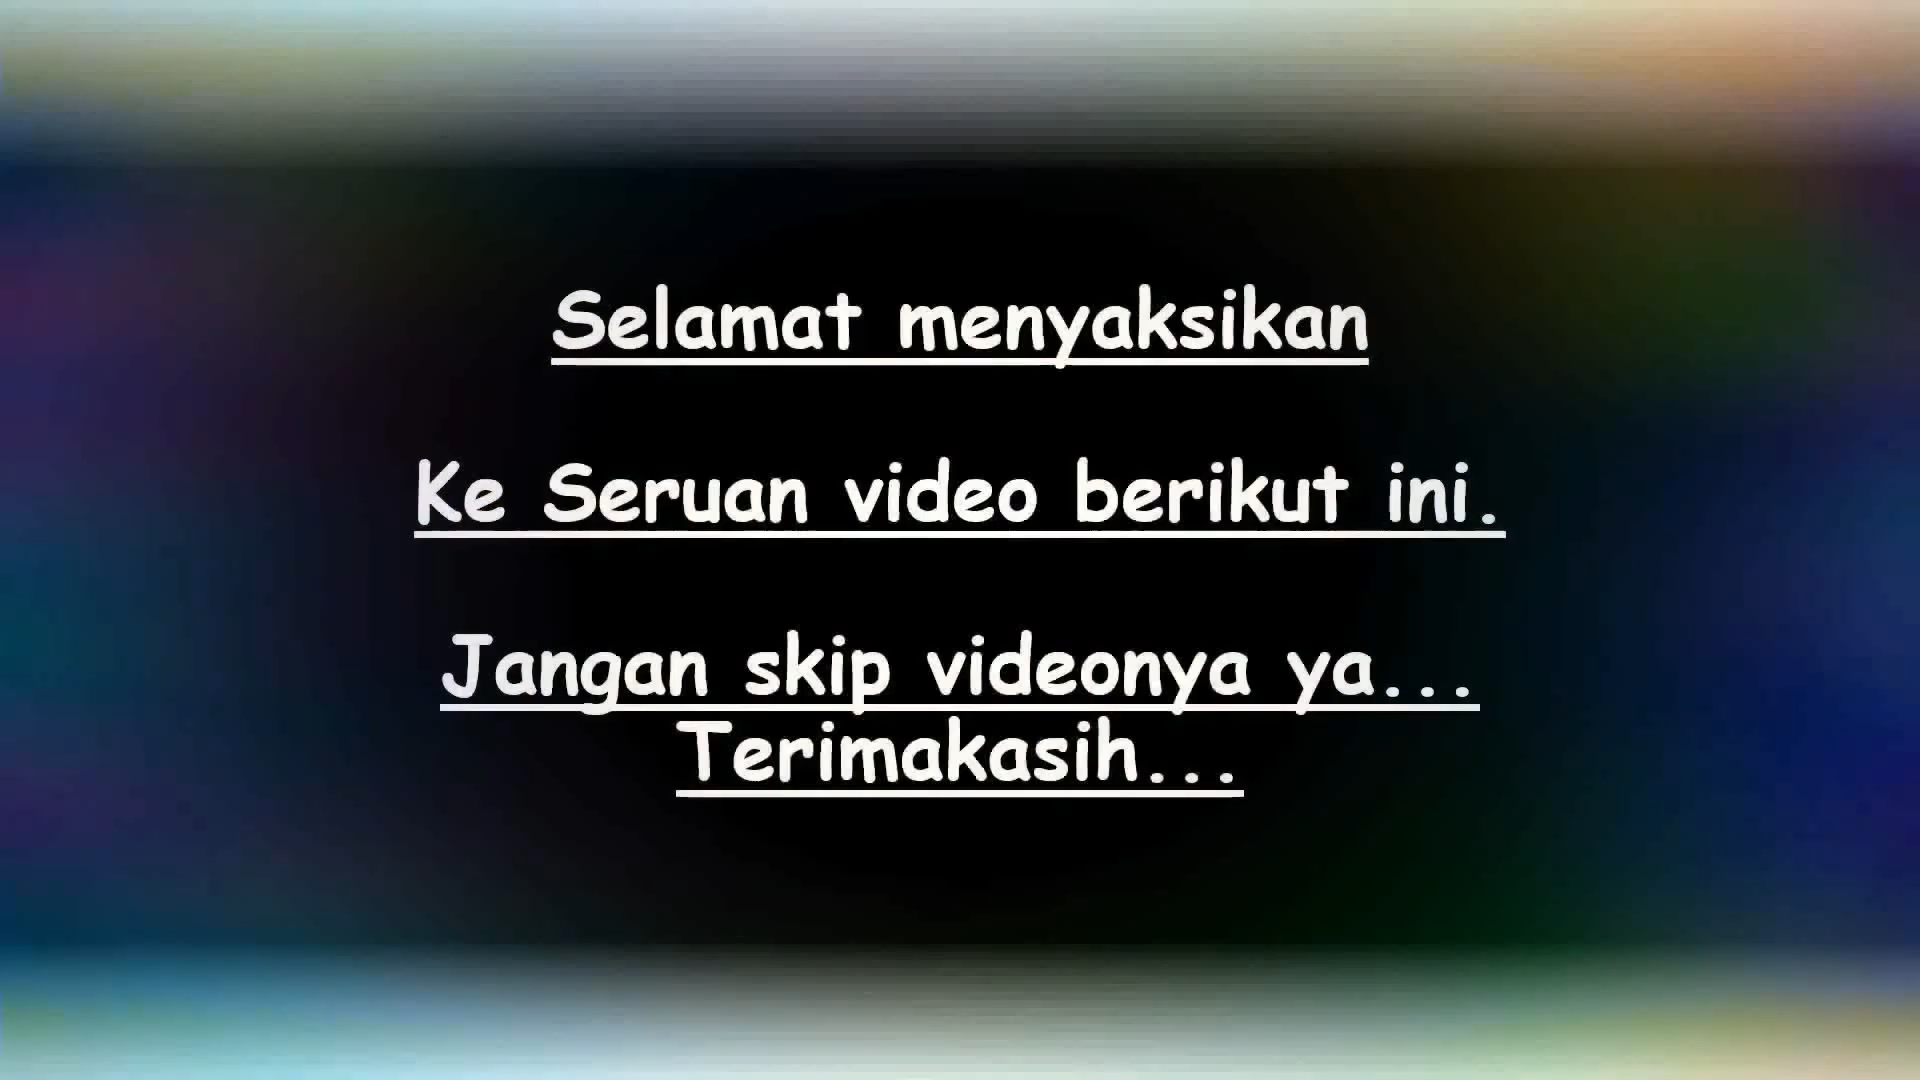 Selamat menyaksikan
Ke Seruan video berikut ini.
Jangan skip videonya ya...
Terimakasih...